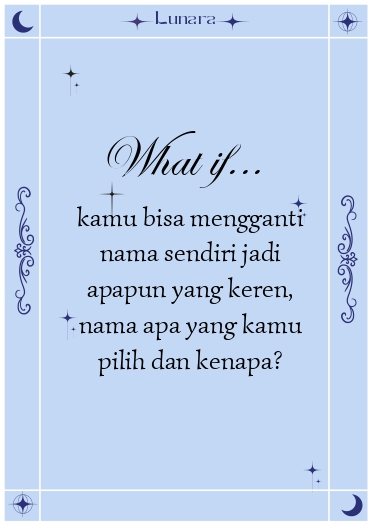 Lunara
What if...
kamu bisa mengganti
nama sendiri jadi
apapun yang keren,
nama apa yang kamu
pilih dan kenapa?